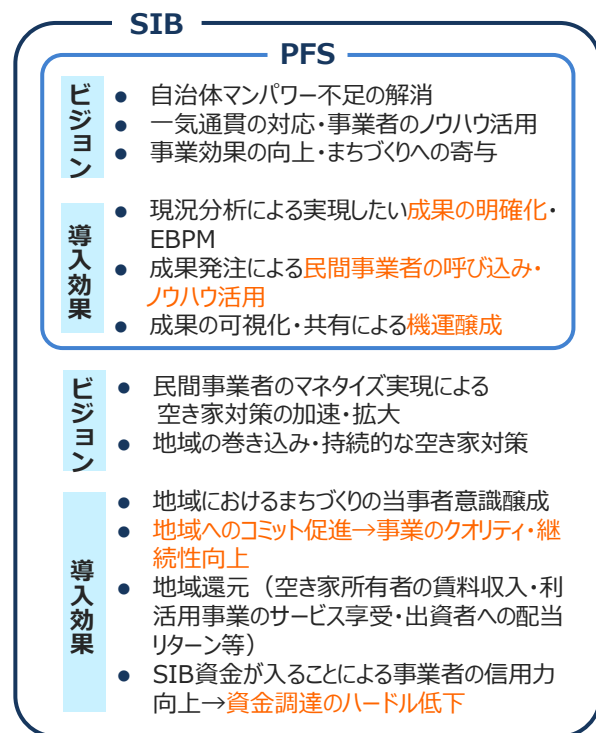 SIB
PFS
ビジョン
● 自治体マンパワー不足の解消
● 一気通貫の対応・事業者のノウハウ活用
● 事業効果の向上・まちづくりへの寄与
導入効果
● 現況分析による実現したい成果の明確化・
EBPM
● 成果発注による民間事業者の呼び込み・
ノウハウ活用
● 成果の可視化・共有による機運醸成
ビジョン
● 民間事業者のマネタイズ実現による
空き家対策の加速・拡大
● 地域の巻き込み・持続的な空き家対策
導入効果
● 地域におけるまちづくりの当事者意識醸成
● 地域へのコミット促進→事業のクオリティ・継
続性向上
● 地域還元（空き家所有者の賃料収入・利
活用事業のサービス享受・出資者への配当
リターン等）
● SIB資金が入ることによる事業者の信用力
向上→資金調達のハードル低下